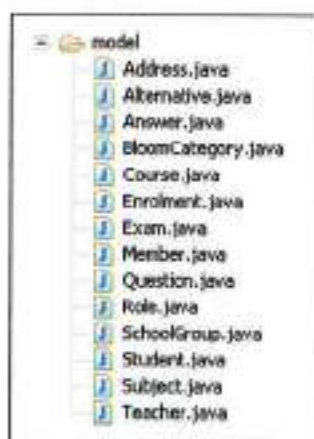 model
Address.java
Alternative.java
Answer.java
BloomCategory.java
Course.java
Enrolment.java
Exam.java
Member.java
Question.java
Role.java
SchoolGroup.java
Student.java
Subject.java
Teacher.java